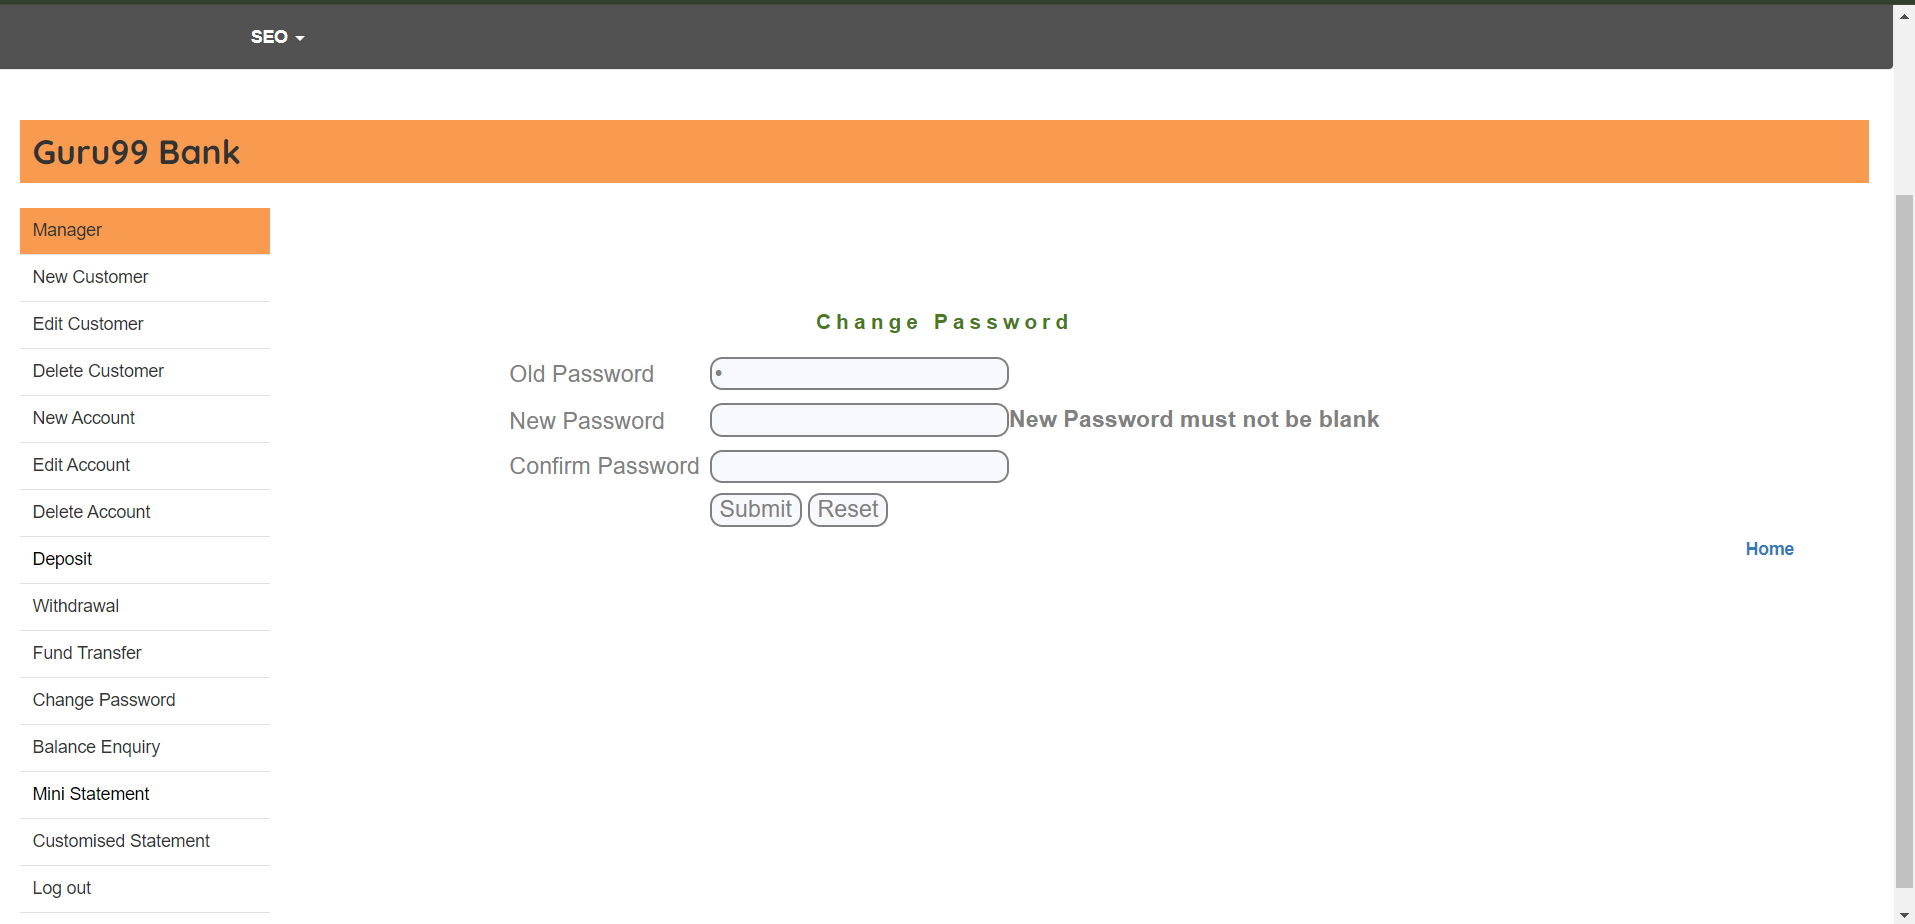 SEO
Guru99 Bank
Manager
New Customer
Edit Customer
Delete Customer
New Account
Edit Account
Delete Account
Deposit
Withdrawal
Fund Transfer
Change Password
Balance Enquiry
Mini Statement
Customised Statement
Log out
Change Password
Old Password •
New Password New Password must not be blank
Confirm Password
Submit Reset
Home